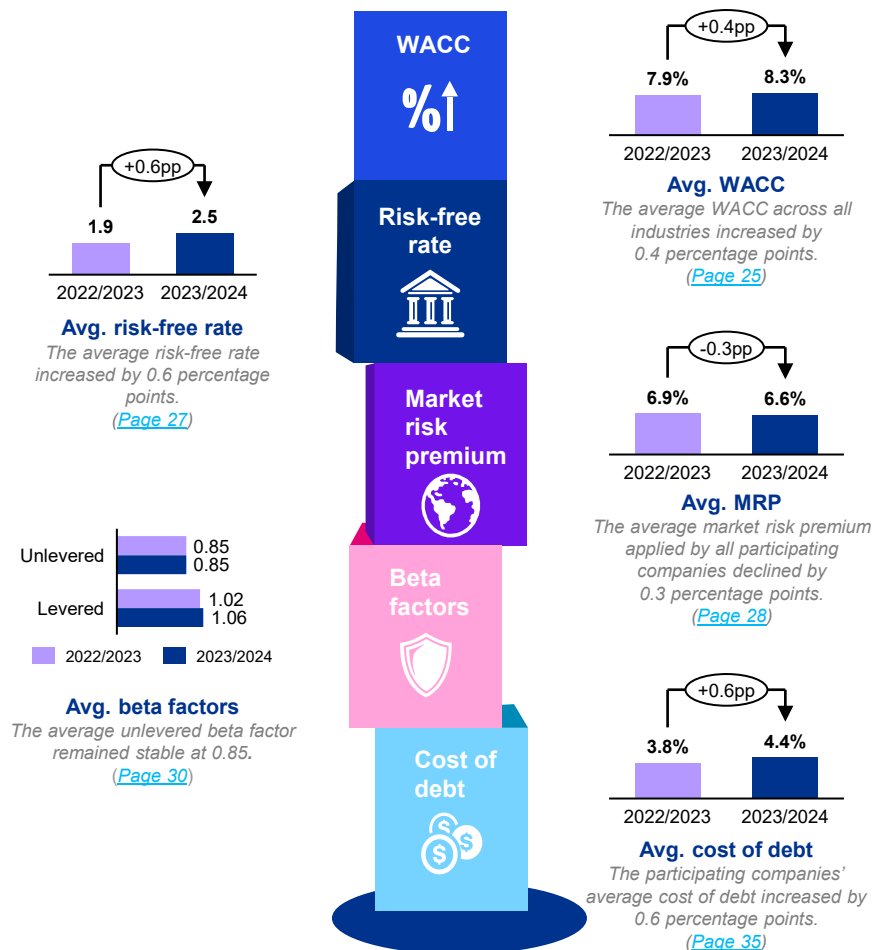 WACC
%
Risk-free
rate
Market
risk
premium
Beta
factors
Cost of
debt
$
$
$
+0.6pp
1.9
2.5
2022/2023
2023/2024
Avg. risk-free rate
The average risk-free rate
increased by 0.6 percentage
points.
(Page 27)
Unlevered
0.85
0.85
Levered
1.02
1.06
2022/2023
2023/2024
Avg. beta factors
The average unlevered beta factor
remained stable at 0.85.
(Page 30)
+0.4pp
7.9%
8.3%
2022/2023
2023/2024
Avg. WACC
The average WACC across all
industries increased by
0.4 percentage points.
(Page 25)
-0.3pp
6.9%
6.6%
2022/2023
2023/2024
Avg. MRP
The average market risk premium
applied by all participating
companies declined by
0.3 percentage points.
(Page 28)
+0.6pp
3.8%
4.4%
2022/2023
2023/2024
Avg. cost of debt
The participating companies’
average cost of debt increased by
0.6 percentage points.
(Page 35)